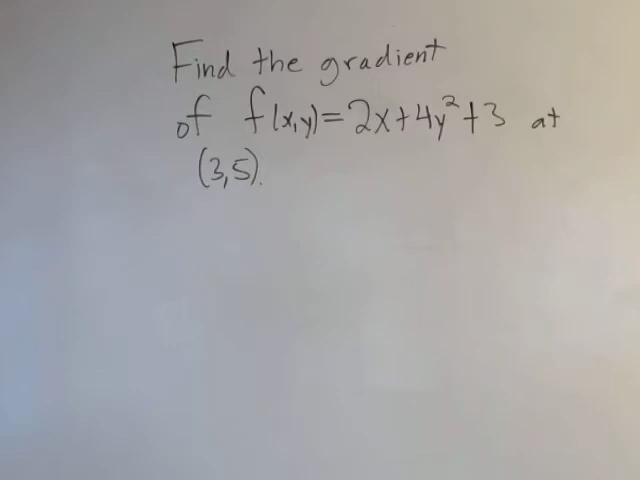 Find the gradient
of f(x,y)=2x+4y²+3 at
(3,5).